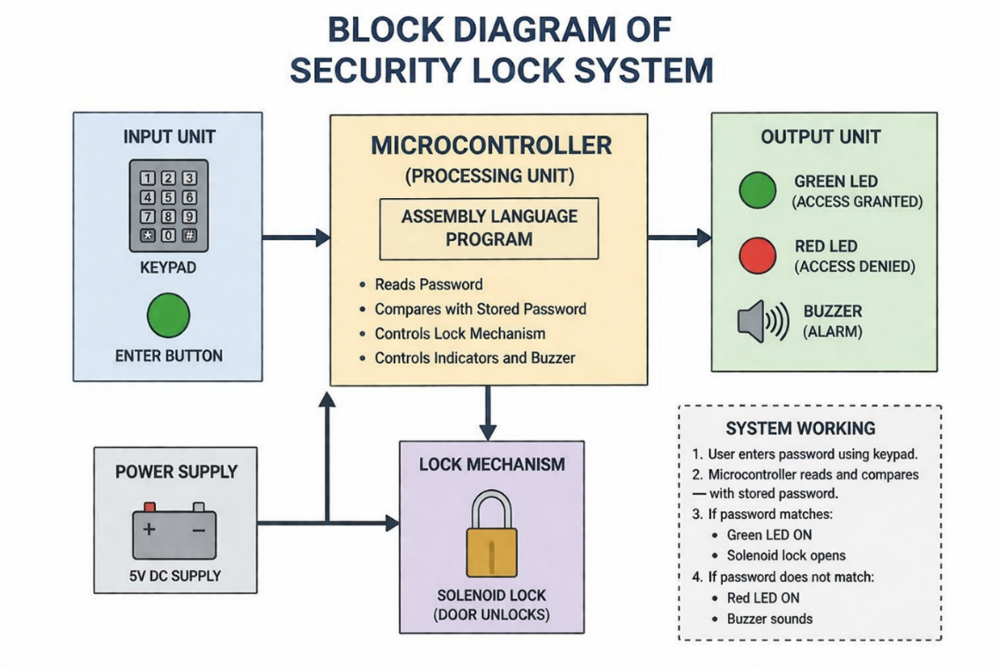 BLOCK DIAGRAM OF
SECURITY LOCK SYSTEM
INPUT UNIT
1 2 3
4 5 6
7 8 9
* 0 #
KEYPAD
ENTER BUTTON
MICROCONTROLLER
(PROCESSING UNIT)
ASSEMBLY LANGUAGE
PROGRAM
• Reads Password
• Compares with Stored Password
• Controls Lock Mechanism
• Controls Indicators and Buzzer
OUTPUT UNIT
GREEN LED
(ACCESS GRANTED)
RED LED
(ACCESS DENIED)
BUZZER
(ALARM)
POWER SUPPLY
+ −
5V DC SUPPLY
LOCK MECHANISM
SOLENOID LOCK
(DOOR UNLOCKS)
SYSTEM WORKING
1. User enters password using keypad.
2. Microcontroller reads and compares
— with stored password.
3. If password matches:
• Green LED ON
• Solenoid lock opens
4. If password does not match:
• Red LED ON
• Buzzer sounds